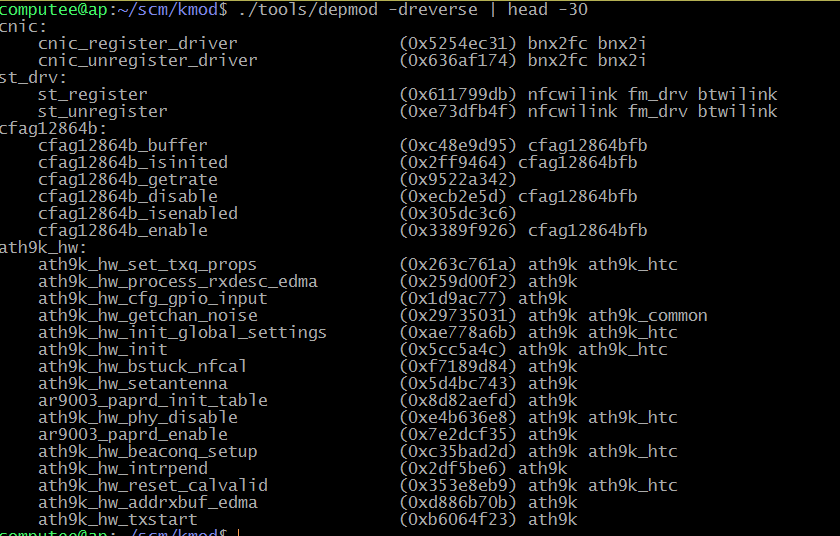 computee@ap:~/scm/kmod$ ./tools/depmod -dreverse | head -30
cnic:
    cnic_register_driver                (0x5254ec31) bnx2fc bnx2i
    cnic_unregister_driver              (0x636af174) bnx2fc bnx2i
st_drv:
    st_register                         (0x611799db) nfcwilink fm_drv btwilink
    st_unregister                       (0xe73dfb4f) nfcwilink fm_drv btwilink
cfag12864b:
    cfag12864b_buffer                   (0xc48e9d95) cfag12864bfb
    cfag12864b_isinited                 (0x2ff9464) cfag12864bfb
    cfag12864b_getrate                  (0x9522a342)
    cfag12864b_disable                  (0xecb2e5d) cfag12864bfb
    cfag12864b_isenabled                (0x305dc3c6)
    cfag12864b_enable                   (0x3389f926) cfag12864bfb
ath9k_hw:
    ath9k_hw_set_txq_props              (0x263c761a) ath9k ath9k_htc
    ath9k_hw_process_rxdesc_edma        (0x259d00f2) ath9k
    ath9k_hw_cfg_gpio_input             (0x1d9ac77) ath9k
    ath9k_hw_getchan_noise              (0x29735031) ath9k ath9k_common
    ath9k_hw_init_global_settings       (0xae778a6b) ath9k ath9k_htc
    ath9k_hw_init                       (0x5cc5a4c) ath9k ath9k_htc
    ath9k_hw_bstuck_nfcal               (0xf7189d84) ath9k
    ath9k_hw_setantenna                 (0x5d4bc743) ath9k
    ar9003_paprd_init_table             (0x8d82aefd) ath9k
    ath9k_hw_phy_disable                (0xe4b636e8) ath9k ath9k_htc
    ar9003_paprd_enable                 (0x7e2dcf35) ath9k
    ath9k_hw_beaconq_setup              (0xc35bad2d) ath9k ath9k_htc
    ath9k_hw_intrpend                   (0x2df5be6) ath9k
    ath9k_hw_reset_calvalid             (0x353e8eb9) ath9k ath9k_htc
    ath9k_hw_addrxbuf_edma              (0xd886b70b) ath9k
    ath9k_hw_txstart                    (0xb6064f23) ath9k
computee@ap:~/scm/kmod$